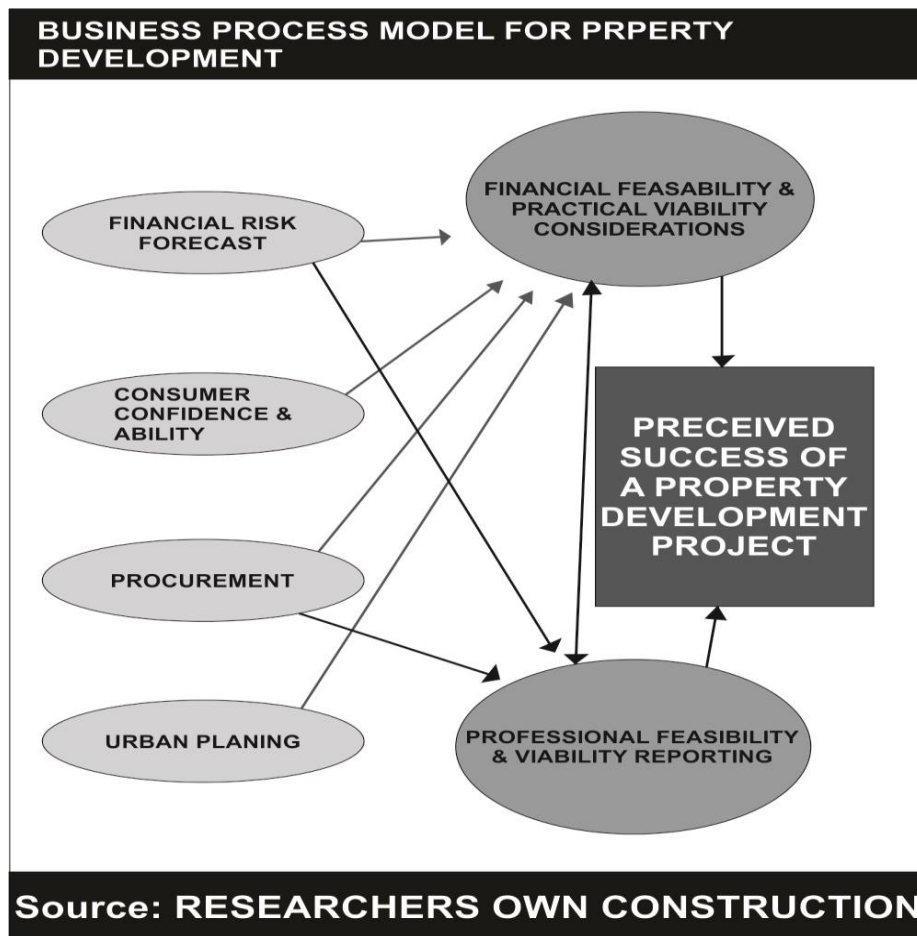 BUSINESS PROCESS MODEL FOR PRPERTY
DEVELOPMENT
FINANCIAL RISK
FORECAST
CONSUMER
CONFIDENCE &
ABILITY
PROCUREMENT
URBAN PLANING
FINANCIAL FEASABILITY &
PRACTICAL VIABILITY
CONSIDERATIONS
PRECEIVED
SUCCESS OF
A PROPERTY
DEVELOPMENT
PROJECT
PROFESSIONAL FEASIBILITY
& VIABILITY REPORTING
Source: RESEARCHERS OWN CONSTRUCTION